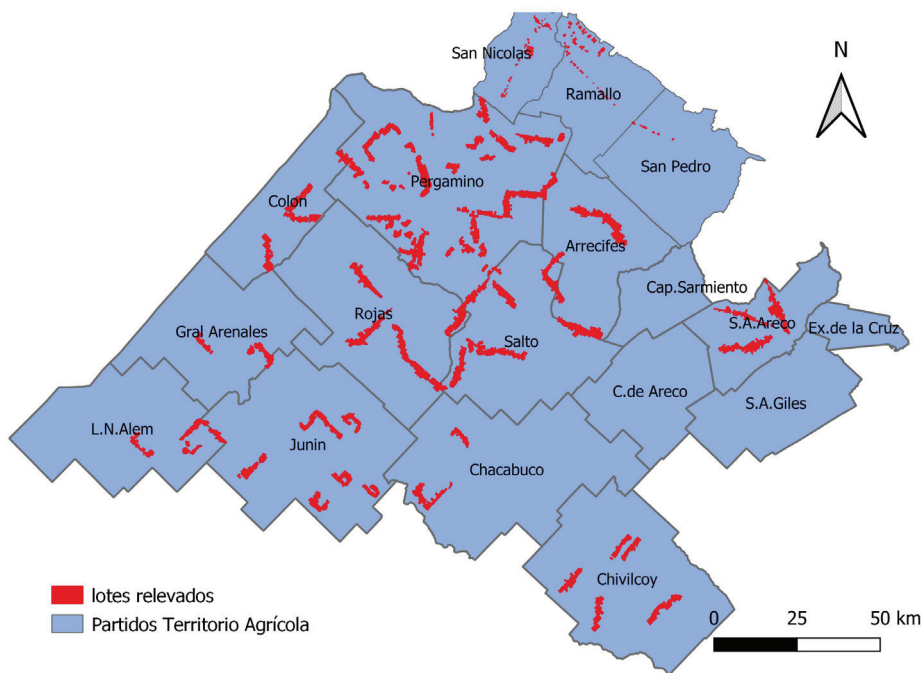 N
San Nicolas
Ramallo
San Pedro
Pergamino
Colon
Arrecifes
Cap.Sarmiento
Rojas
S.A.Areco
Ex.de la Cruz
Gral Arenales
Salto
C.de Areco
S.A.Giles
L.N.Alem
Junin
Chacabuco
Chivilcoy
lotes relevados
Partidos Territorio Agrícola
0 25 50 km